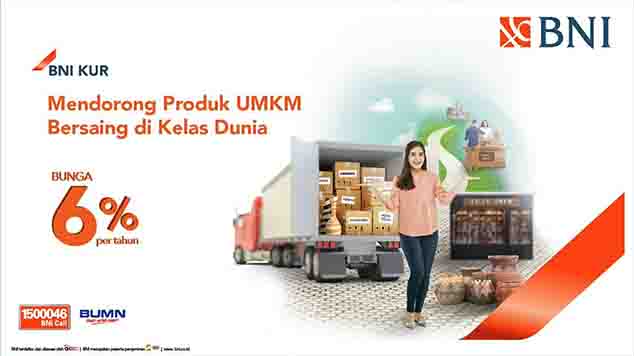 BNI
BNI KUR
Mendorong Produk UMKM
Bersaing di Kelas Dunia
BUNGA
6%
per tahun
1500046
BNI Call
BUMN